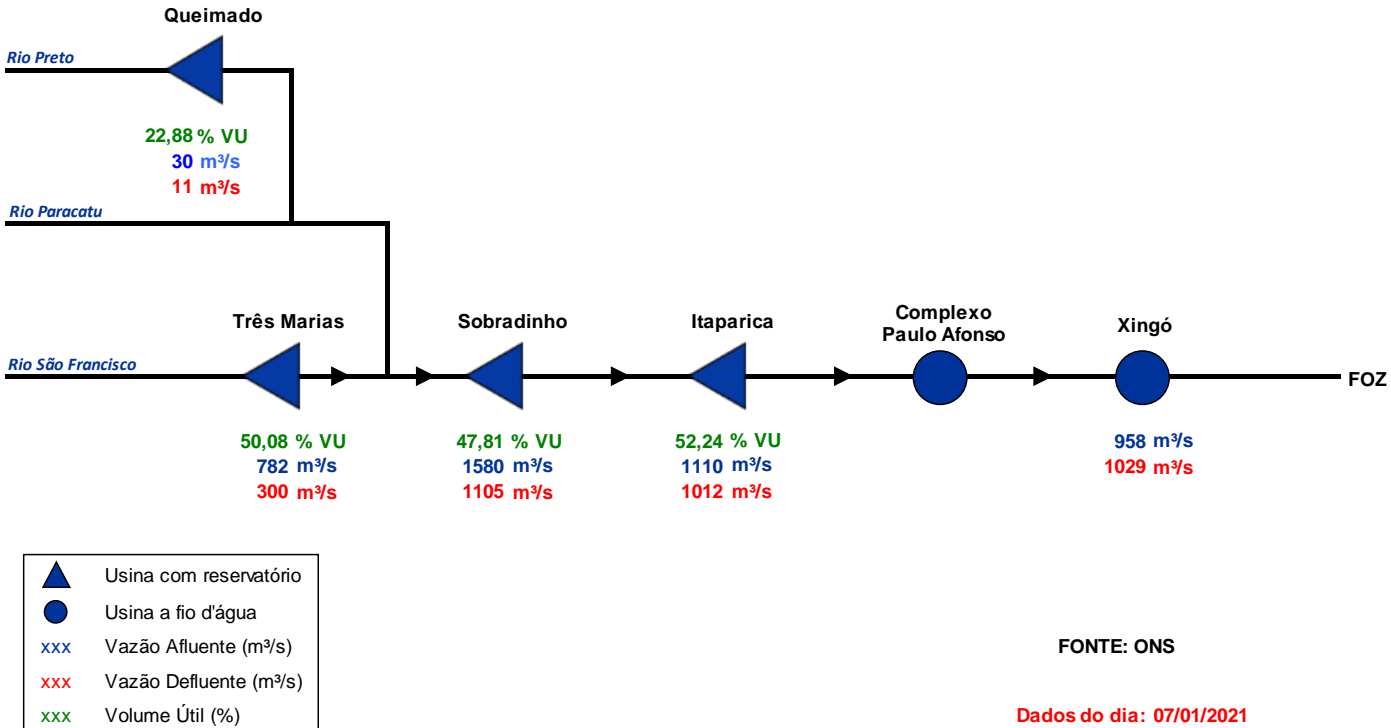 Queimado
Rio Preto
22,88 % VU
30 m³/s
11 m³/s
Rio Paracatu
Três Marias
Sobradinho
Itaparica
Complexo
Paulo Afonso
Xingó
Rio São Francisco
FOZ
50,08 % VU
782 m³/s
300 m³/s
47,81 % VU
1580 m³/s
1105 m³/s
52,24 % VU
1110 m³/s
1012 m³/s
958 m³/s
1029 m³/s
Usina com reservatório
Usina a fio d'água
xxx Vazão Afluente (m³/s)
xxx Vazão Defluente (m³/s)
xxx Volume Útil (%)
FONTE: ONS
Dados do dia: 07/01/2021